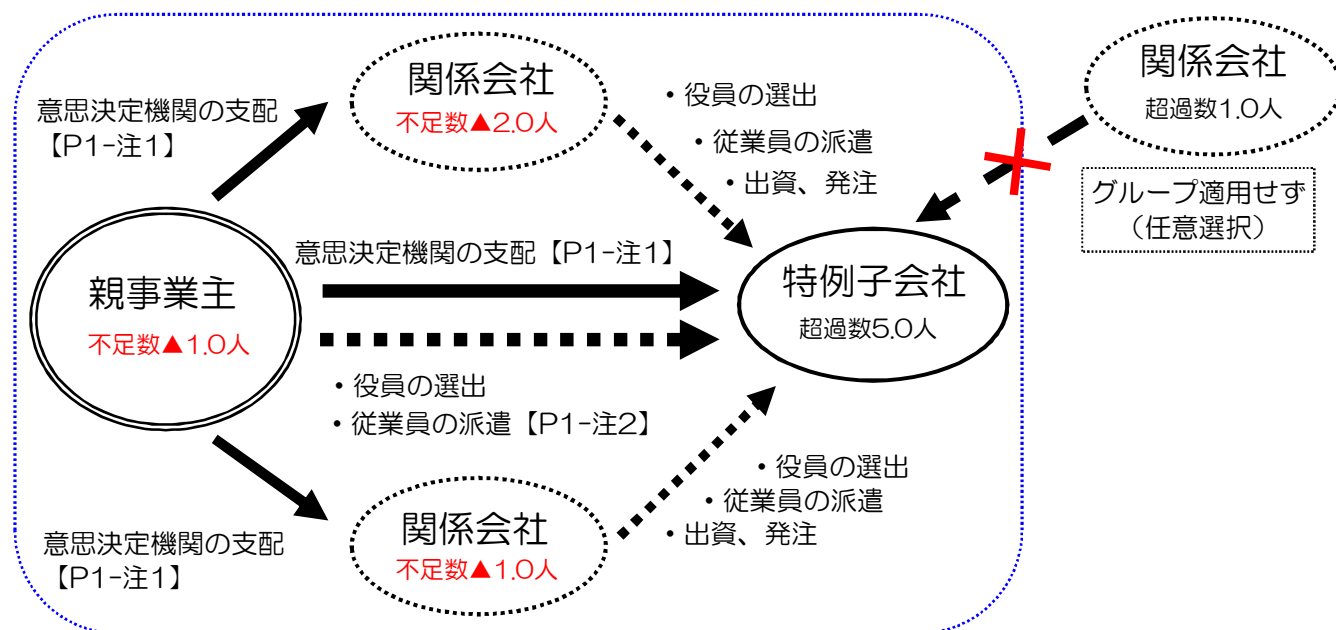 関係会社
不足数▲2.0人
意思決定機関の支配
【P1-注1】
・役員の選出
・従業員の派遣
・出資、発注
関係会社
超過数1.0人
グループ適用せず
（任意選択）
意思決定機関の支配【P1-注1】
親事業主
不足数▲1.0人
特例子会社
超過数5.0人
・役員の選出
・従業員の派遣【P1-注2】
意思決定機関の支配
【P1-注1】
関係会社
不足数▲1.0人
・役員の選出
・従業員の派遣
・出資、発注